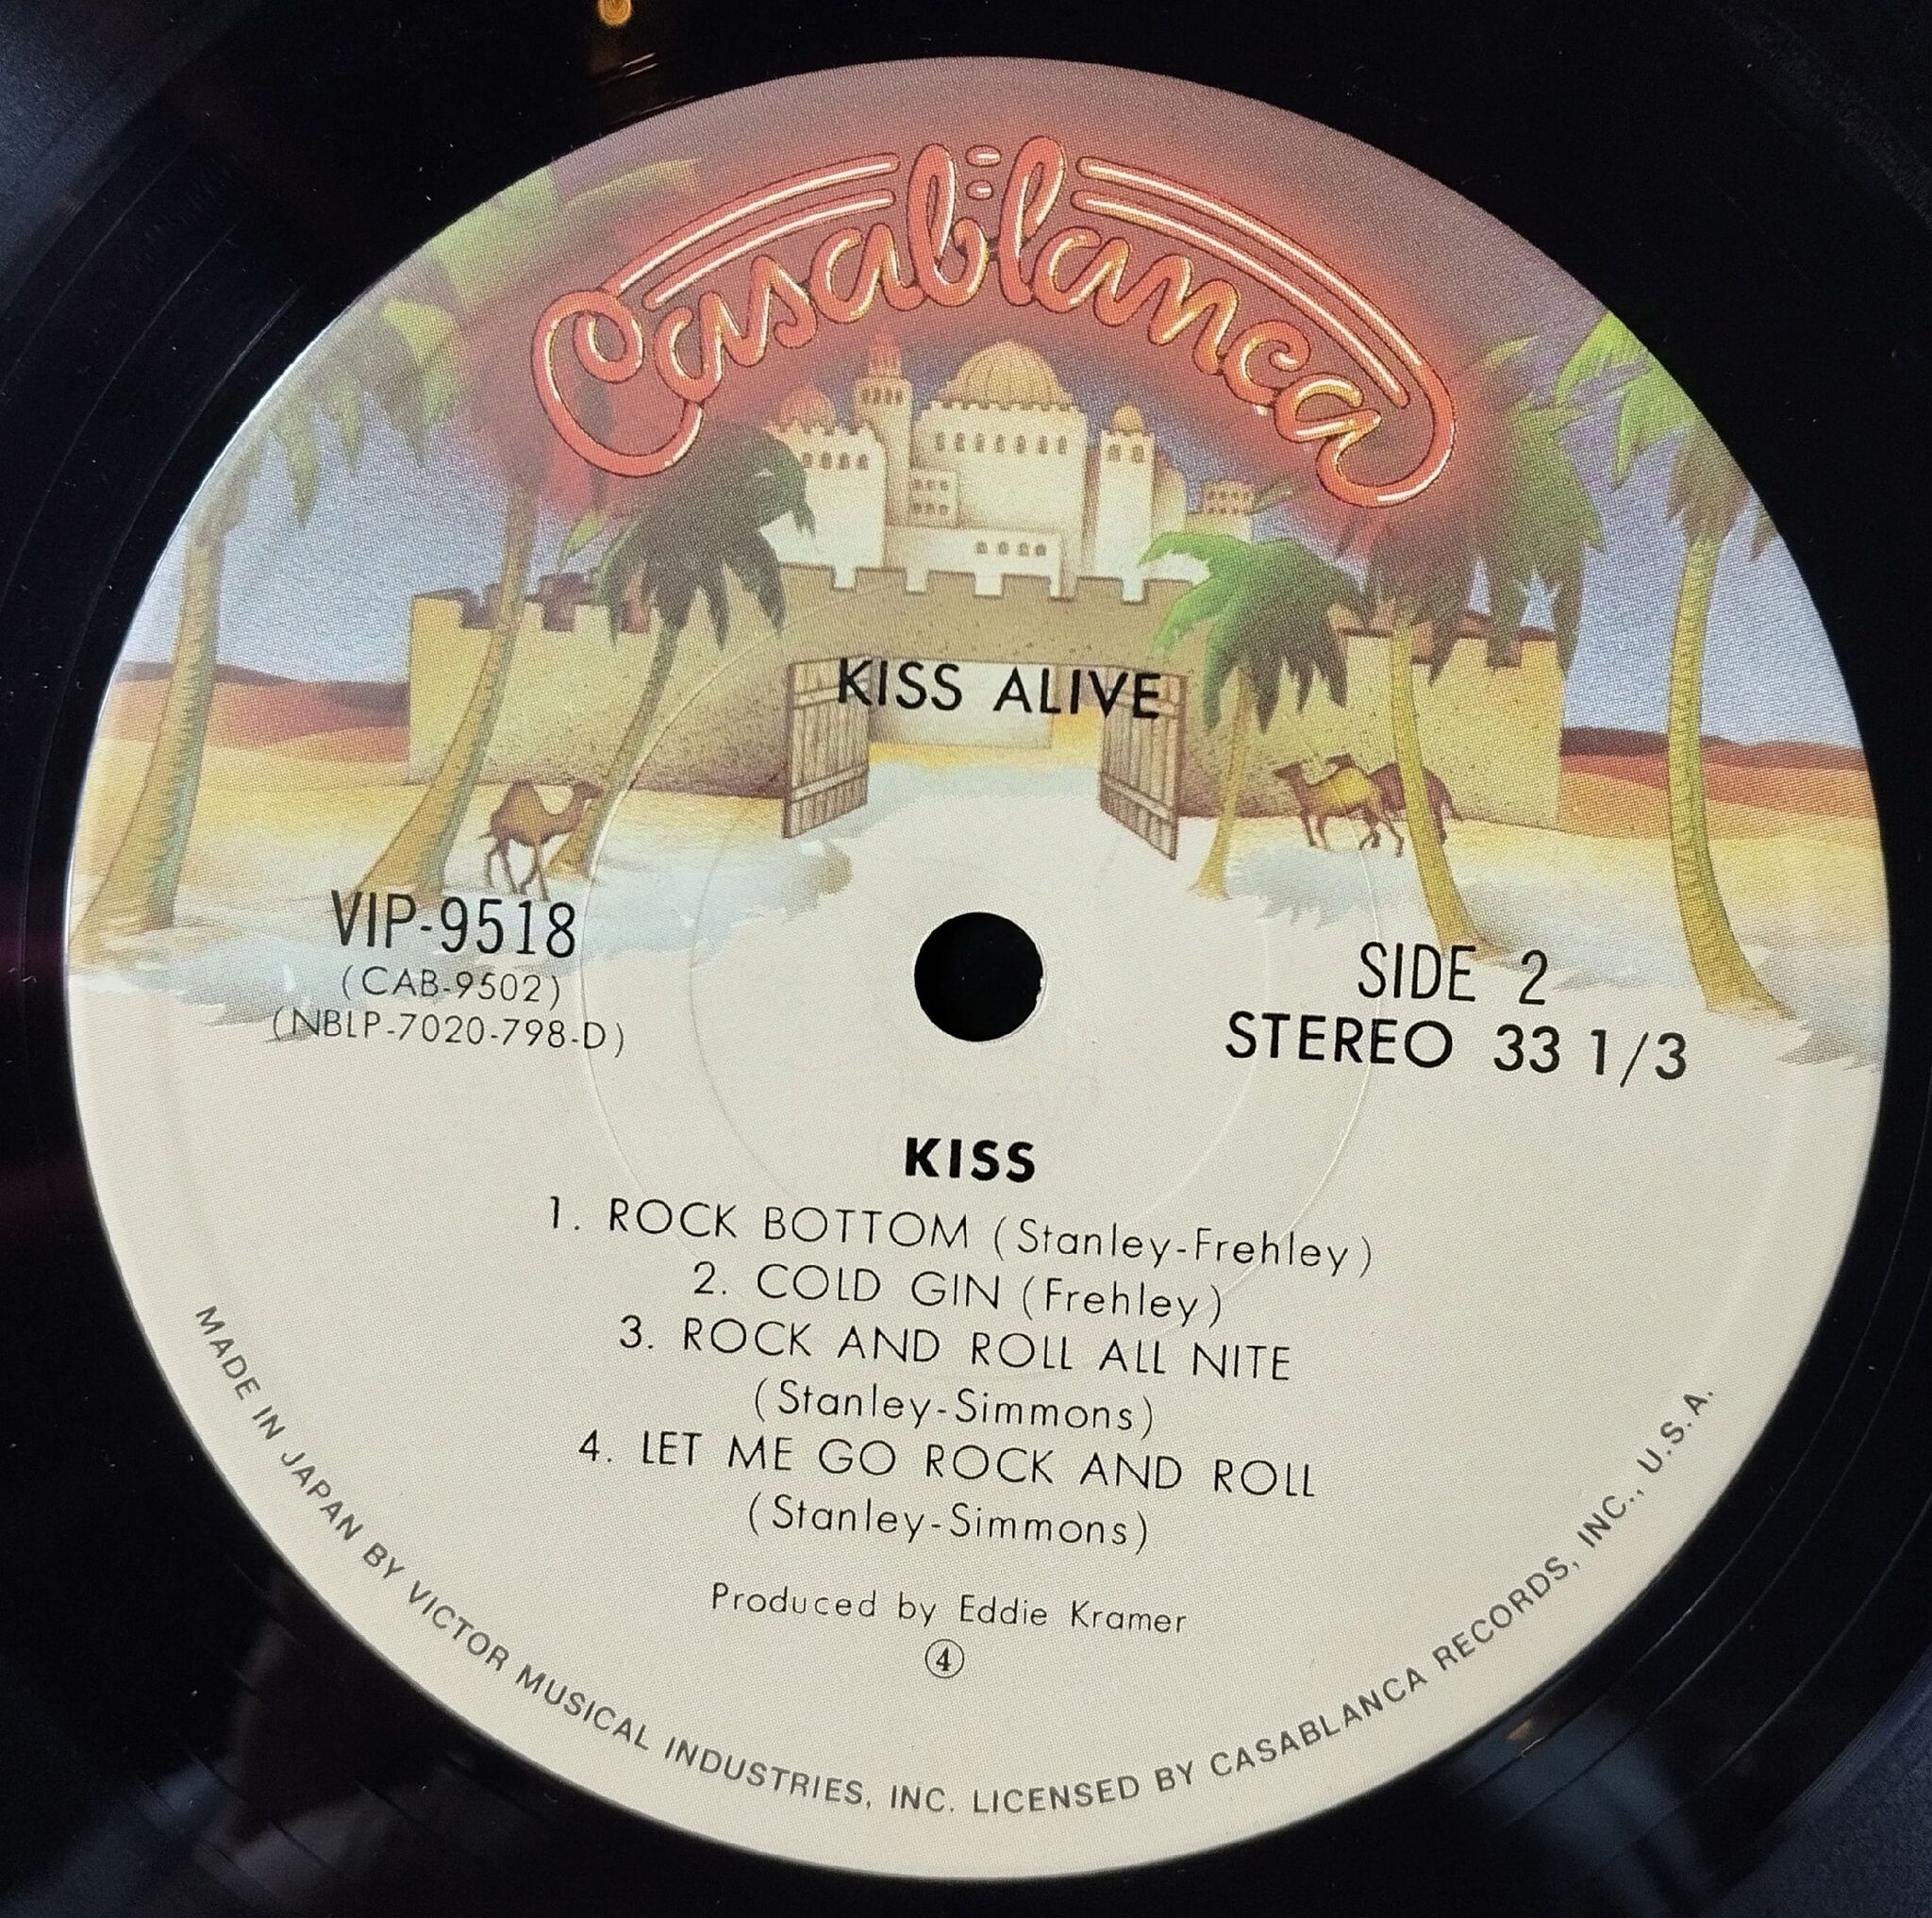 Casablanca
KISS ALIVE
VIP-9518
(CAB-9502)
(NBLP-7020-798-D)
SIDE 2
STEREO 33 1/3
KISS
1. ROCK BOTTOM (Stanley-Frehley)
2. COLD GIN (Frehley)
3. ROCK AND ROLL ALL NITE
(Stanley-Simmons)
4. LET ME GO ROCK AND ROLL
(Stanley-Simmons)
Produced by Eddie Kramer
④
MADE IN JAPAN BY VICTOR MUSICAL INDUSTRIES, INC. LICENSED BY CASABLANCA RECORDS, INC., U.S.A.